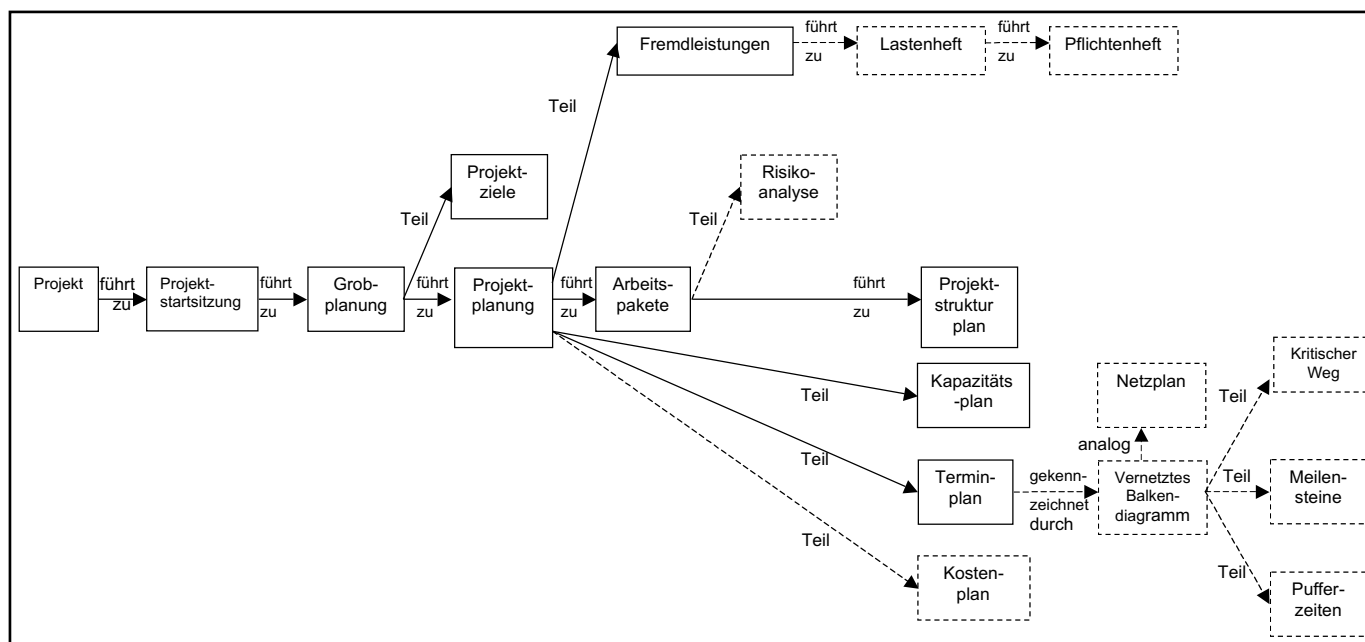 Fremdleistungen
führt
zu
Lastenheft
führt
zu
Pflichtenheft
Teil
Projekt-
ziele
Teil
Risiko-
analyse
Teil
Projekt
führt
zu
Projekt-
startsitzung
führt
zu
Grob-
planung
führt
zu
Projekt-
planung
führt
zu
Arbeits-
pakete
führt
zu
Projekt-
struktur
plan
Teil
Kapazitäts
-plan
Teil
Termin-
plan
gekenn-
zeichnet
durch
Vernetztes
Balken-
diagramm
analog
Netzplan
Teil
Kritischer
Weg
Teil
Meilen-
steine
Teil
Puffer-
zeiten
Teil
Kosten-
plan